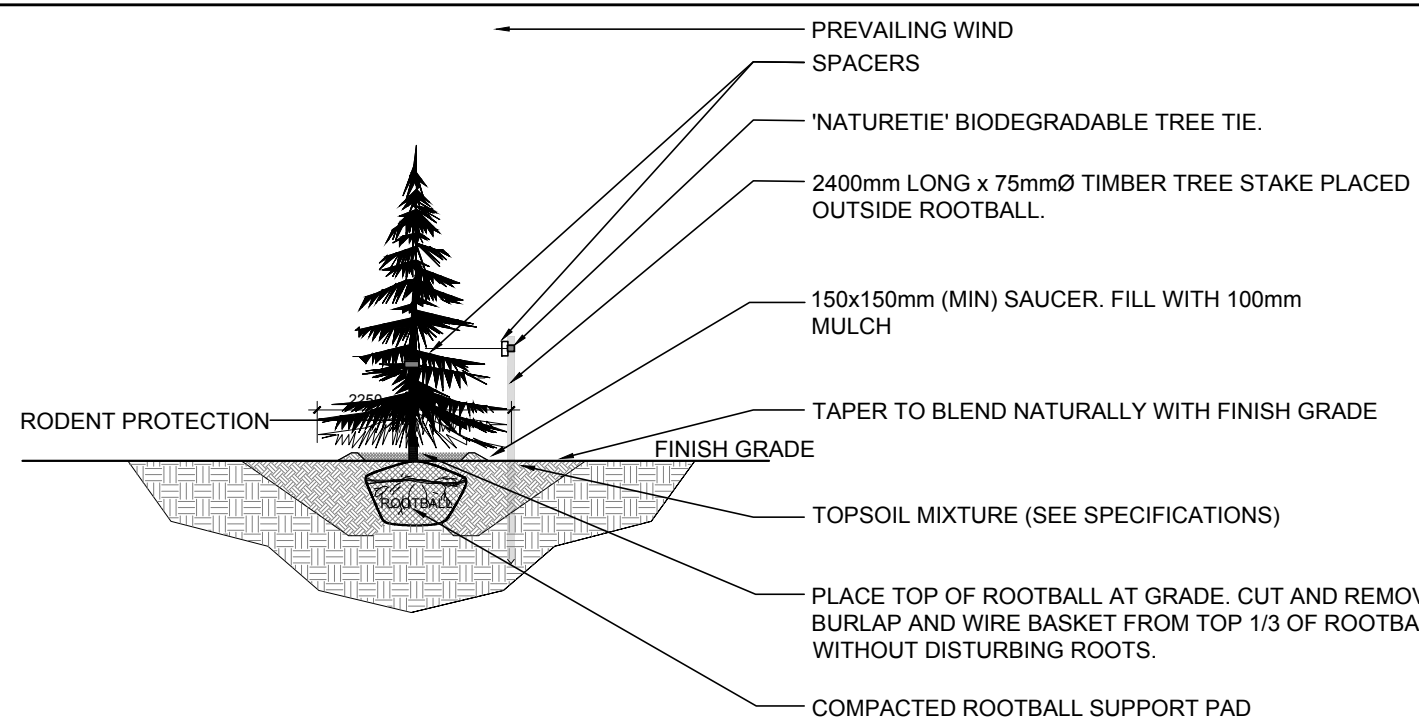 PREVAILING WIND
SPACERS
'NATURETIE' BIODEGRADABLE TREE TIE.
2400mm LONG x 75mmØ TIMBER TREE STAKE PLACED
OUTSIDE ROOTBALL.
150x150mm (MIN) SAUCER. FILL WITH 100mm
MULCH
2250
RODENT PROTECTION
TAPER TO BLEND NATURALLY WITH FINISH GRADE
FINISH GRADE
ROOTBALL
TOPSOIL MIXTURE (SEE SPECIFICATIONS)
PLACE TOP OF ROOTBALL AT GRADE. CUT AND REMOV
BURLAP AND WIRE BASKET FROM TOP 1/3 OF ROOTBA
WITHOUT DISTURBING ROOTS.
COMPACTED ROOTBALL SUPPORT PAD